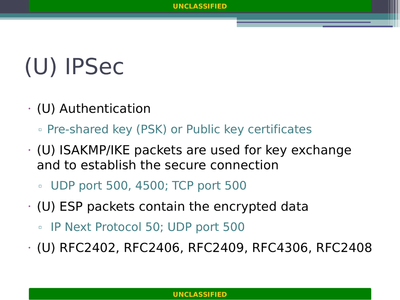 UNCLASSIFIED
(U) IPSec
· (U) Authentication
▫ Pre-shared key (PSK) or Public key certificates
· (U) ISAKMP/IKE packets are used for key exchange
and to establish the secure connection
▫ UDP port 500, 4500; TCP port 500
· (U) ESP packets contain the encrypted data
▫ IP Next Protocol 50; UDP port 500
· (U) RFC2402, RFC2406, RFC2409, RFC4306, RFC2408
UNCLASSIFIED